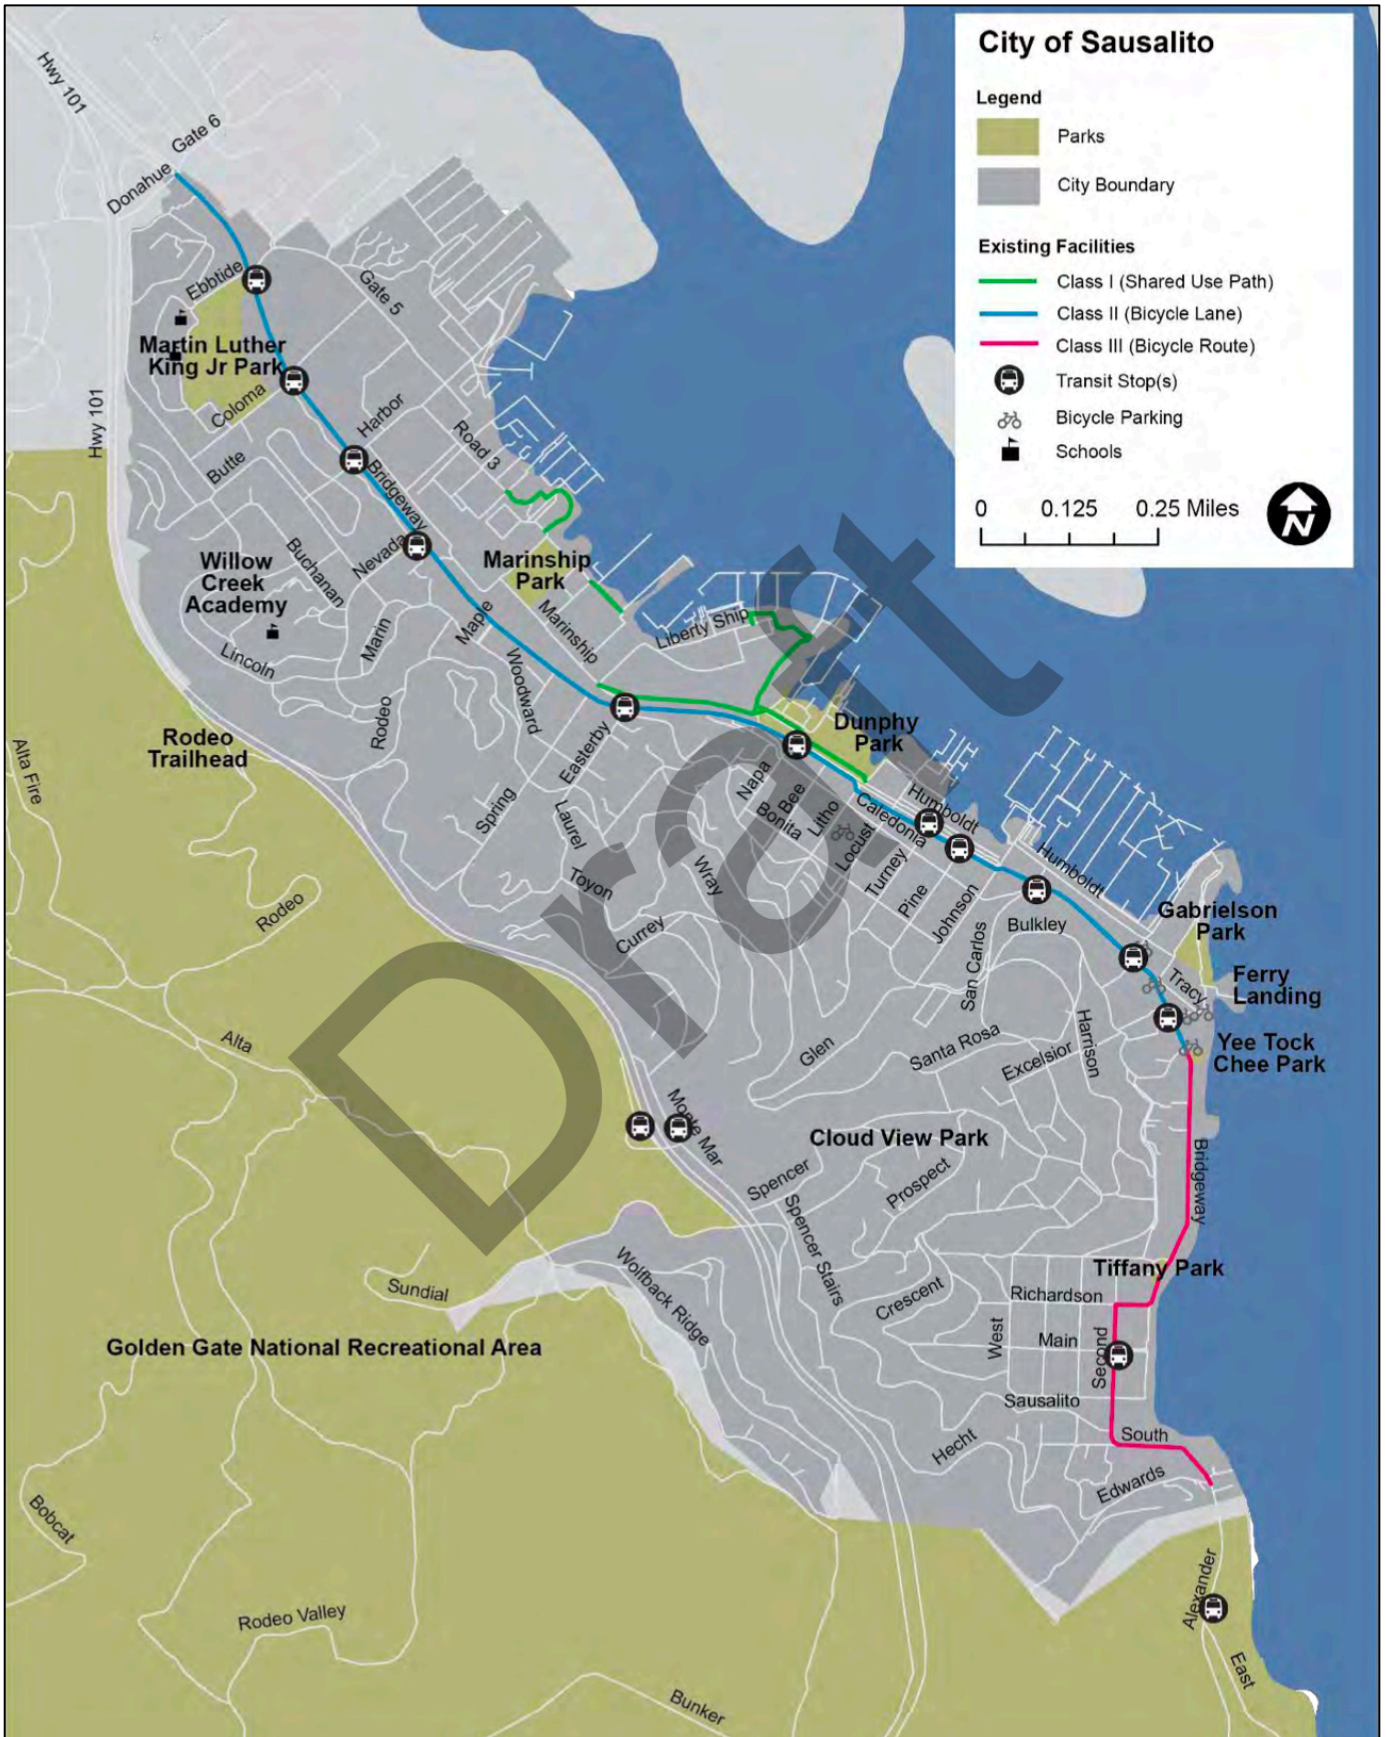 City of Sausalito
Legend
Parks
City Boundary
Existing Facilities
Class I (Shared Use Path)
Class II (Bicycle Lane)
Class III (Bicycle Route)
Transit Stop(s)
Bicycle Parking
Schools
0 0.125 0.25 Miles
N
Hwy 101
Gate 6
Donahue
Ebbtide
Gate 5
Martin Luther
King Jr Park
Coloma
Hwy 101
Harbor
Road 3
Butte
Bridgeway
Nevada
Buchanan
Willow
Creek
Academy
Marinship
Park
Marinship
Maple
Marin
Lincoln
Liberty Ship
Woodward
Rodeo
Rodeo
Trailhead
Alta Fire
Easterby
Spring
Laurel
Dunphy
Park
Napa
Bee
Bonita
Litho
Caledonia
Locust
Humboldt
Turney
Pine
Johnson
Humboldt
Wray
Toyon
Currey
Rodeo
San Carlos
Bulkley
Gabrielson
Park
Tracy
Ferry
Landing
Yee Tock
Chee Park
Alta
Glen
Santa Rosa
Excelsior
Harrison
Monte Mar
Cloud View Park
Spencer
Prospect
Bridgeway
Spencer Stairs
Wolfback Ridge
Sundial
Crescent
Tiffany Park
Richardson
West
Main
Second
Golden Gate National Recreational Area
Sausalito
South
Hecht
Edwards
Bobcat
Alexander
Rodeo Valley
East
Bunker
Draft